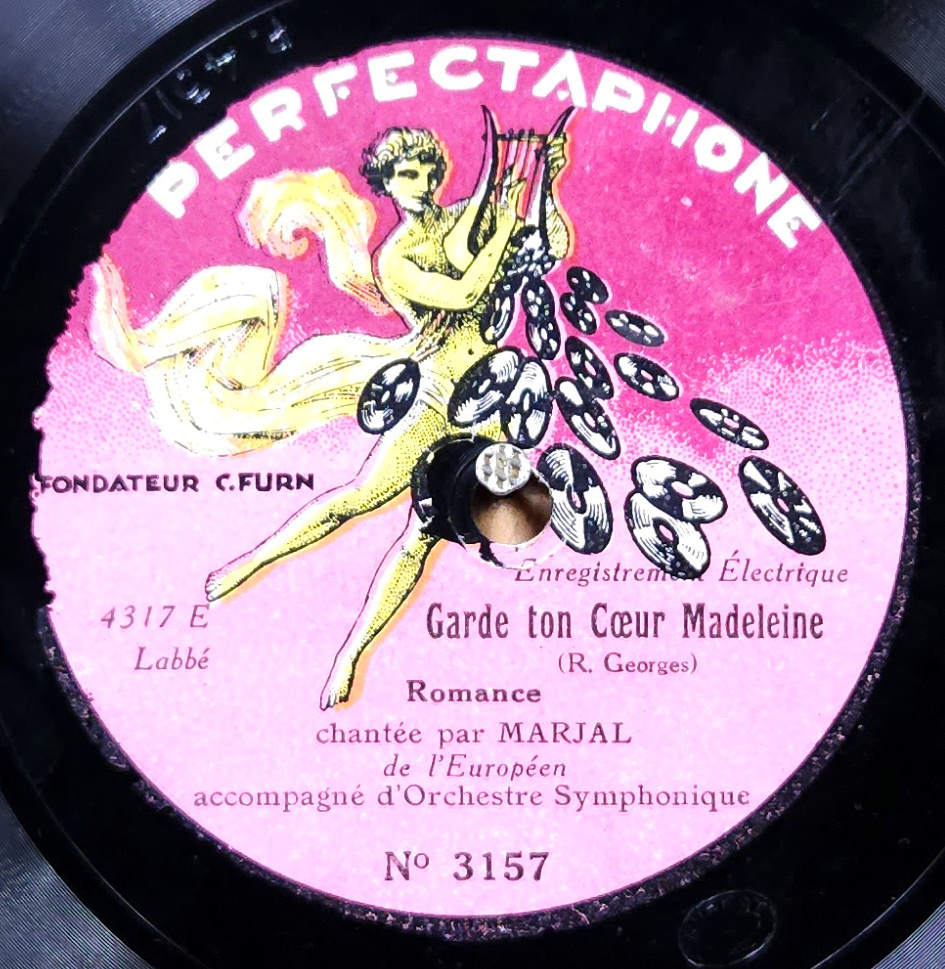 PERFECTAPHONE
FONDATEUR C.FURN
Enregistrement Électrique
4317 E
Garde ton Cœur Madeleine
Labbé
(R. Georges)
Romance
chantée par MARJAL
de l'Européen
accompagné d'Orchestre Symphonique
Nº 3157